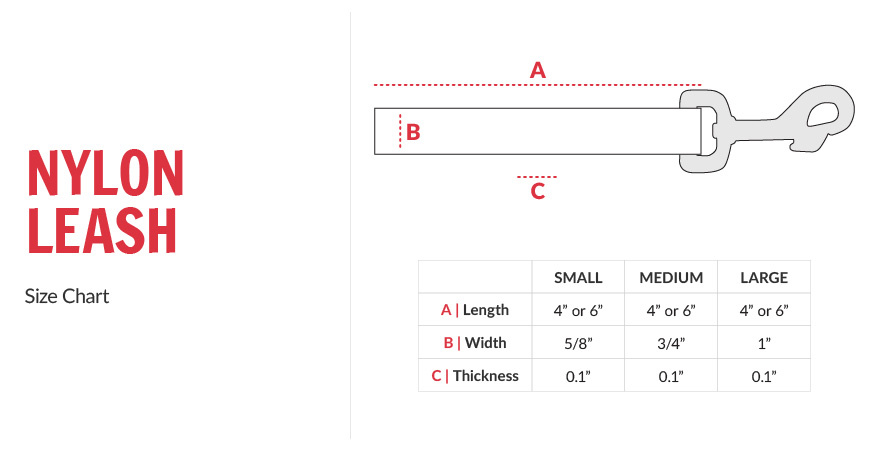 NYLON
LEASH
Size Chart
A
B
C
SMALL MEDIUM LARGE
A | Length 4” or 6” 4” or 6” 4” or 6”
B | Width 5/8” 3/4” 1”
C | Thickness 0.1” 0.1” 0.1”